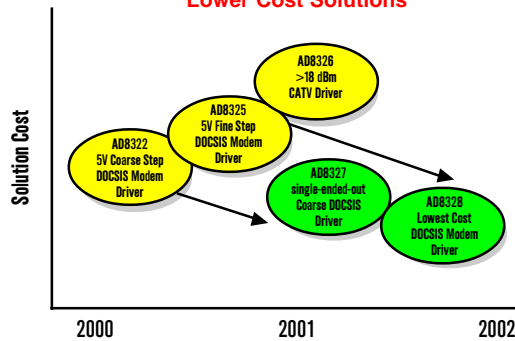 Lower Cost Solutions
AD8326
>18 dBm
CATV Driver
AD8325
5V Fine Step
DOCSIS Modem
Driver
AD8322
5V Coarse Step
DOCSIS Modem
Driver
AD8327
single-ended-out
Coarse DOCSIS
Driver
AD8328
Lowest Cost
DOCSIS Modem
Driver
Solution Cost
2000
2001
2002